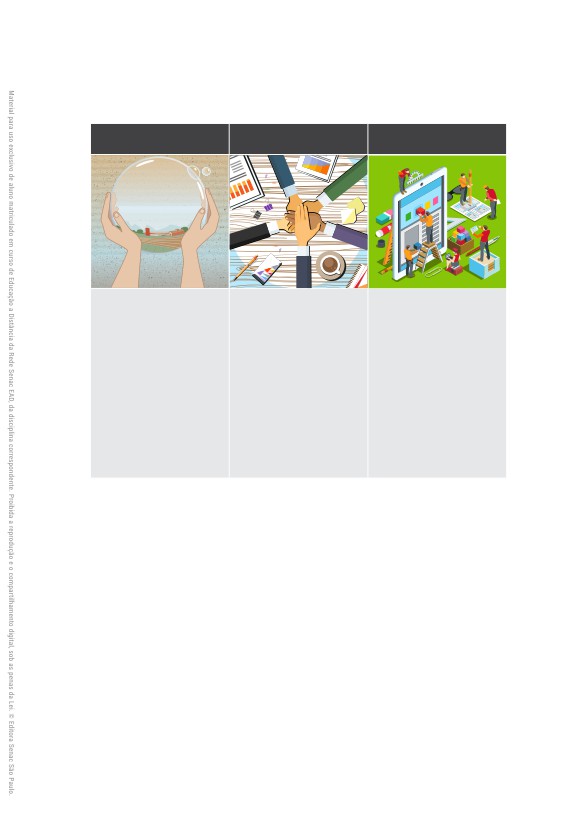 Material para uso exclusivo de aluno matriculado em curso de Educação a Distância da Rede Senac EAD, da disciplina correspondente. Proibida a reprodução e o compartilhamento digital, sob as penas da Lei. © Editora Senac São Paulo.